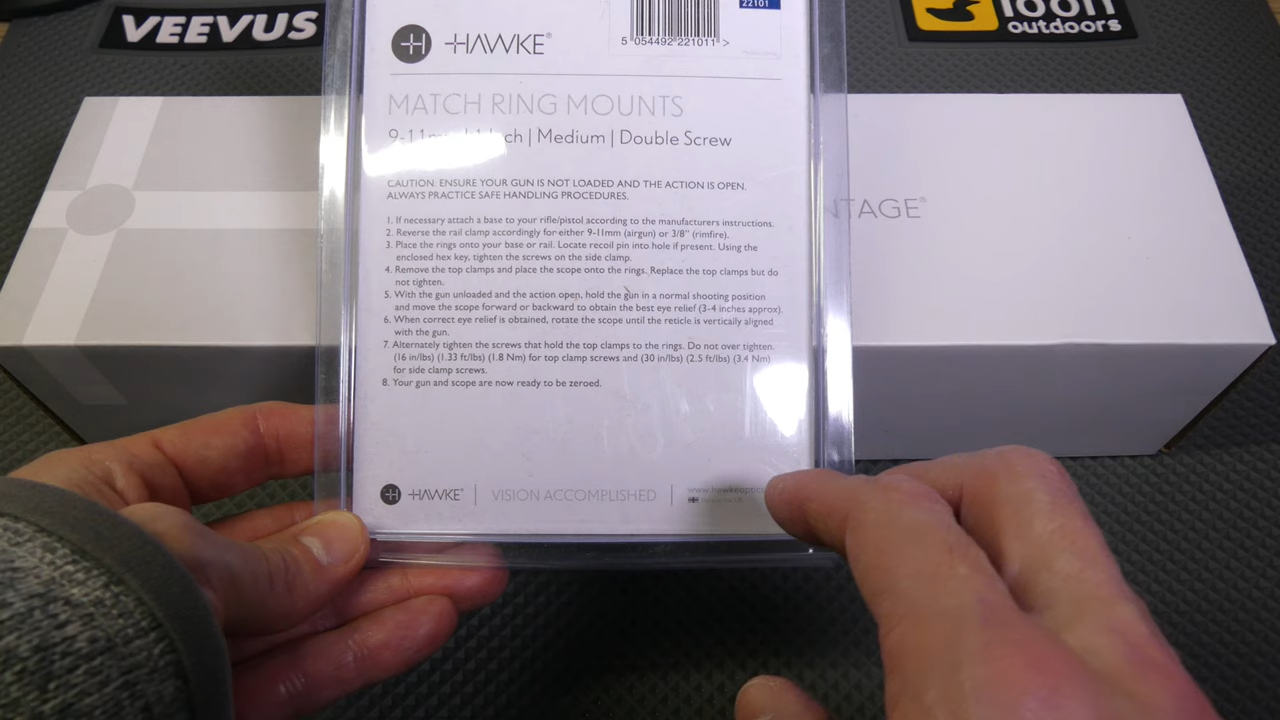 VEEVUS
22101
loon
outdoors
5 054492 221011 >
HAWKE®
MATCH RING MOUNTS
9-11mm | 1 Inch | Medium | Double Screw
CAUTION: ENSURE YOUR GUN IS NOT LOADED AND THE ACTION IS OPEN.
ALWAYS PRACTICE SAFE HANDLING PROCEDURES.
1. If necessary attach a base to your rifle/pistol according to the manufacturers instructions.
2. Reverse the rail clamp accordingly for either 9-11mm (airgun) or 3/8" (rimfire).
3. Place the rings onto your base or rail. Locate recoil pin into hole if present. Using the
enclosed hex key, tighten the screws on the side clamp.
4. Remove the top clamps and place the scope onto the rings. Replace the top clamps but do
not tighten.
5. With the gun unloaded and the action open, hold the gun in a normal shooting position
and move the scope forward or backward to obtain the best eye relief (3-4 inches approx).
6. When correct eye relief is obtained, rotate the scope until the reticle is vertically aligned
with the gun.
7. Alternately tighten the screws that hold the top clamps to the rings. Do not over tighten.
(16 in/lbs) (1.33 ft/lbs) (1.8 Nm) for top clamp screws and (30 in/lbs) (2.5 ft/lbs) (3.4 Nm)
for side clamp screws.
8. Your gun and scope are now ready to be zeroed.
NTAGE®
HAWKE® | VISION ACCOMPLISHED | www.hawkeoptic